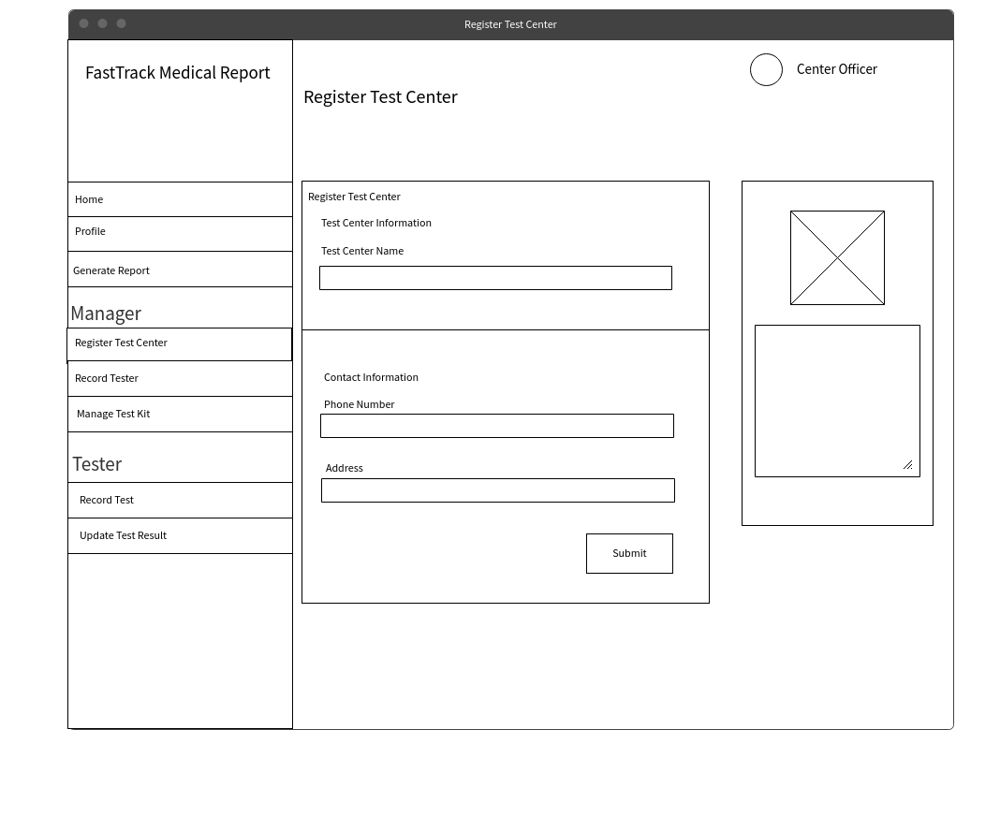 Register Test Center
FastTrack Medical Report
Center Officer
Register Test Center
Home
Profile
Generate Report
Manager
Register Test Center
Record Tester
Manage Test Kit
Tester
Record Test
Update Test Result
Register Test Center
Test Center Information
Test Center Name
Contact Information
Phone Number
Address
Submit